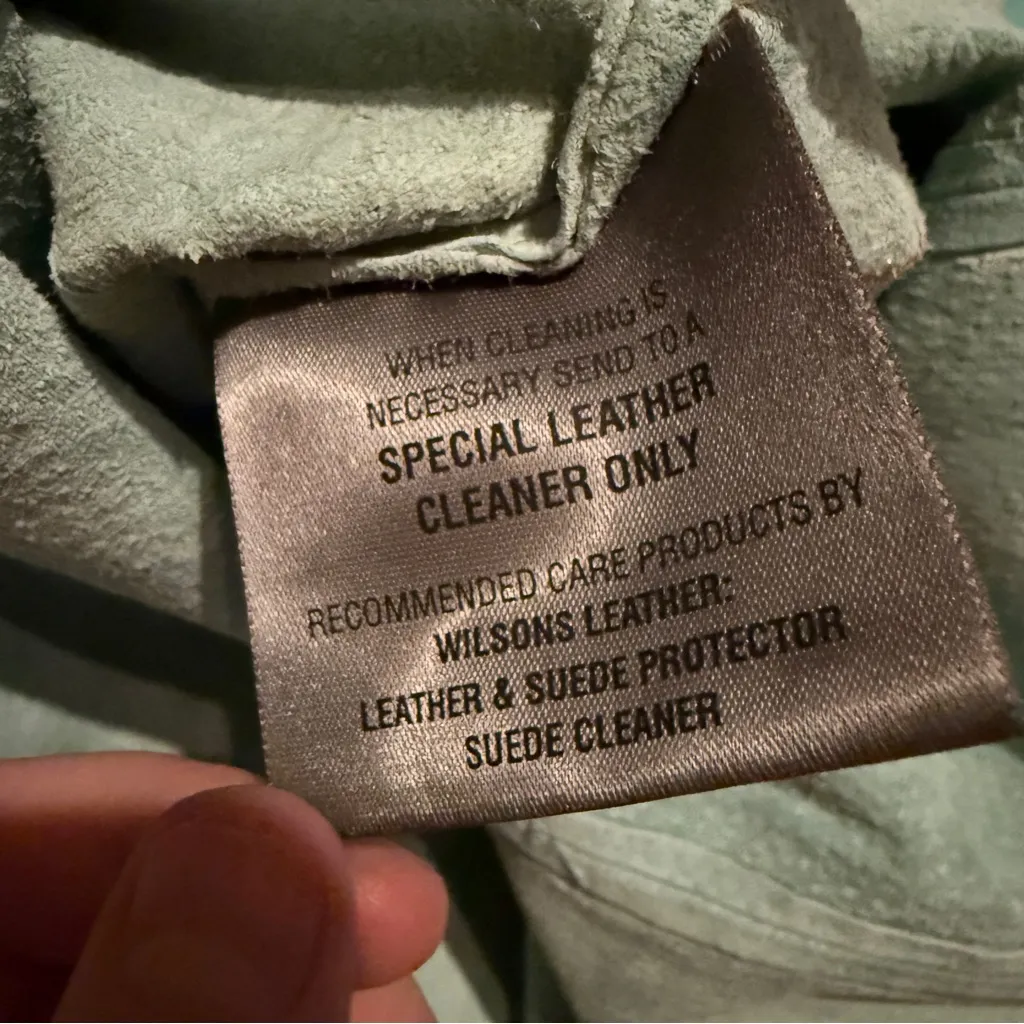 WHEN CLEANING IS
NECESSARY SEND TO A
SPECIAL LEATHER
CLEANER ONLY
RECOMMENDED CARE PRODUCTS BY
WILSONS LEATHER:
LEATHER & SUEDE PROTECTOR
SUEDE CLEANER